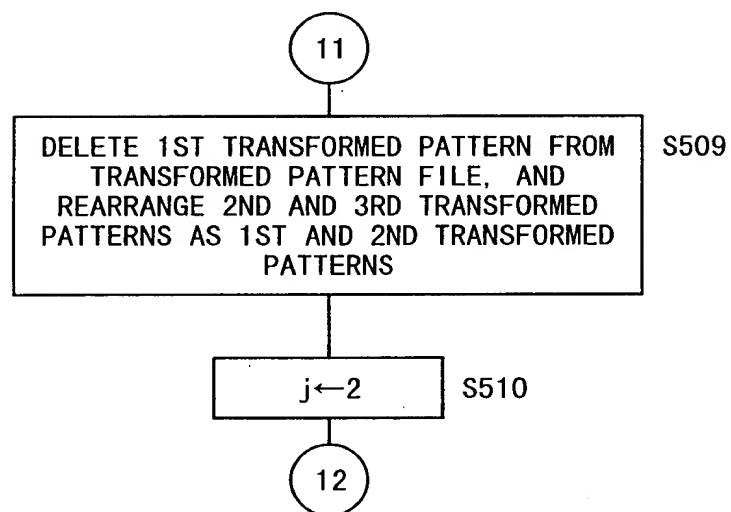 11
DELETE 1ST TRANSFORMED PATTERN FROM
TRANSFORMED PATTERN FILE, AND
REARRANGE 2ND AND 3RD TRANSFORMED
PATTERNS AS 1ST AND 2ND TRANSFORMED
PATTERNS
S509
j←2
S510
12